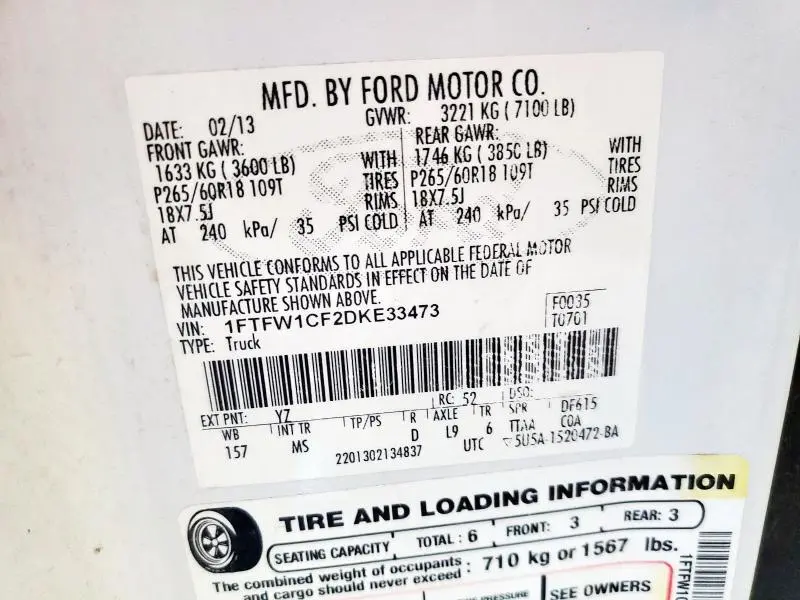 MFD. BY FORD MOTOR CO.
DATE: 02/13 GVWR: 3221 KG ( 7100 LB)
FRONT GAWR: REAR GAWR:
1633 KG ( 3600 LB) WITH 1746 KG ( 3850 LB) WITH
P265/60R18 109T TIRES P265/60R18 109T TIRES
18X7.5J RIMS 18X7.5J RIMS
AT 240 kPa/ 35 PSI COLD AT 240 kPa/ 35 PSI COLD
THIS VEHICLE CONFORMS TO ALL APPLICABLE FEDERAL MOTOR
VEHICLE SAFETY STANDARDS IN EFFECT ON THE DATE OF
MANUFACTURE SHOWN ABOVE.
VIN: 1FTFW1CF2DKE33473 F0035
TYPE: Truck T0701
EXT PNT: YZ RC: 52 DSO:
WB INT TR TP/PS R AXLE TR SPR DF615
157 MS D L9 6 TTAA COA
2201302134837 UTC 5U5A-1520472-BA
TIRE AND LOADING INFORMATION
SEATING CAPACITY TOTAL : 6 FRONT: 3 REAR: 3
The combined weight of occupants : 710 kg or 1567 lbs.
and cargo should never exceed
PRESSURE SEE OWNERS
1FTFW1C